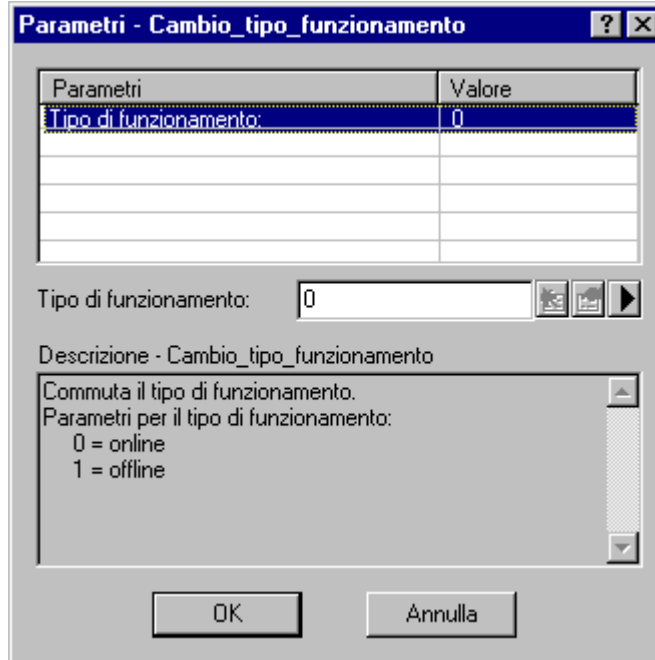 Parametri - Cambio_tipo_funzionamento
Parametri Valore
Tipo di funzionamento: 0
Tipo di funzionamento: 0
Descrizione - Cambio_tipo_funzionamento
Commuta il tipo di funzionamento.
Parametri per il tipo di funzionamento:
0 = online
1 = offline
OK Annulla